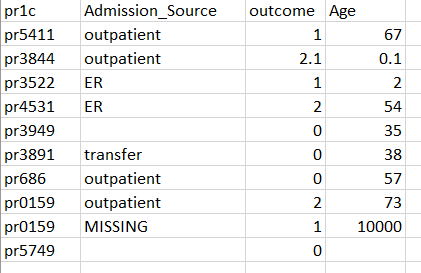 pr1c Admission_Source outcome Age
pr5411 outpatient 1 67
pr3844 outpatient 2.1 0.1
pr3522 ER 1 2
pr4531 ER 2 54
pr3949 0 35
pr3891 transfer 0 38
pr686 outpatient 0 57
pr0159 outpatient 2 73
pr0159 MISSING 1 10000
pr5749 0